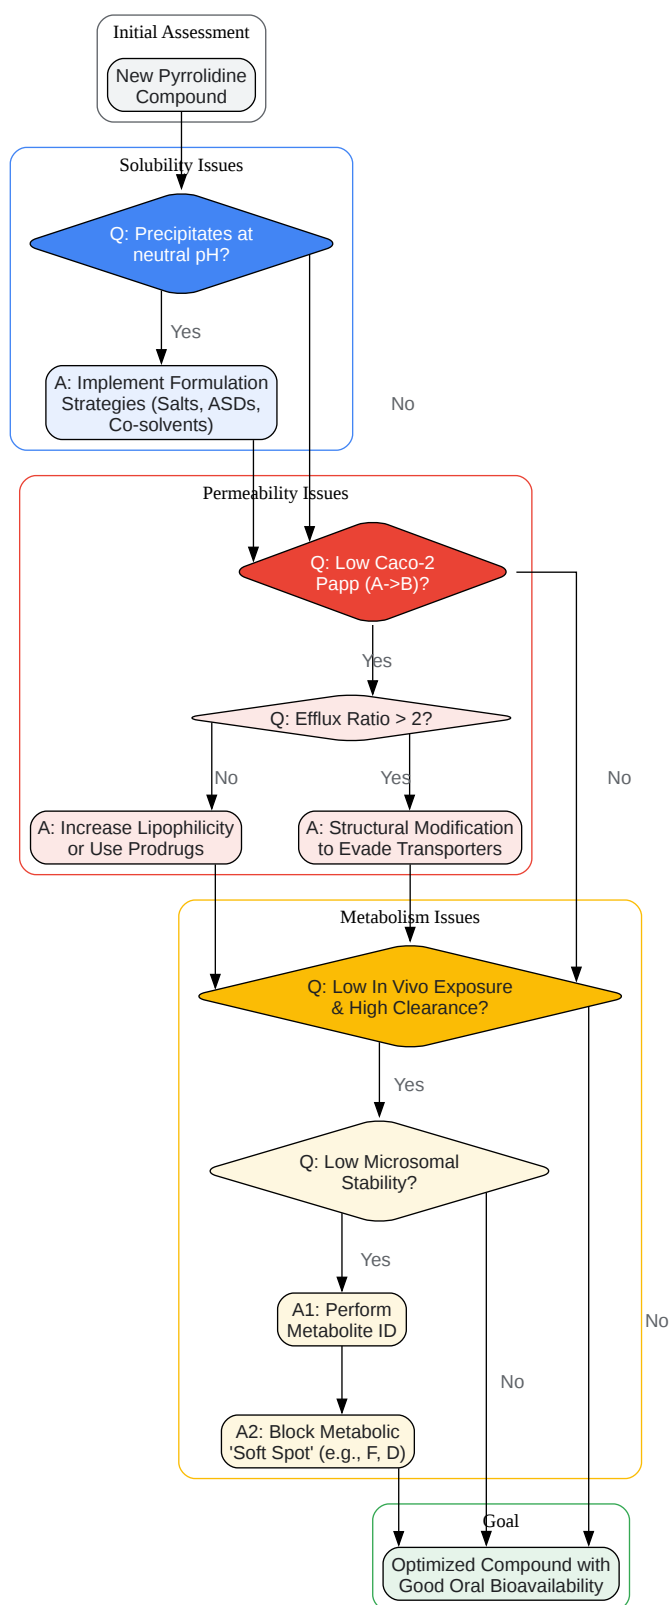 Initial Assessment
New Pyrrolidine
Compound
Solubility Issues
Q: Precipitates at
neutral pH?
Yes
A: Implement Formulation
Strategies (Salts, ASDs,
Co-solvents)
No
Permeability Issues
Q: Low Caco-2
Papp (A->B)?
Yes
Q: Efflux Ratio > 2?
No
Yes
No
A: Increase Lipophilicity
or Use Prodrugs
A: Structural Modification
to Evade Transporters
Metabolism Issues
Q: Low In Vivo Exposure
& High Clearance?
Yes
Q: Low Microsomal
Stability?
Yes
A1: Perform
Metabolite ID
No
No
A2: Block Metabolic
'Soft Spot' (e.g., F, D)
Goal
Optimized Compound with
Good Oral Bioavailability